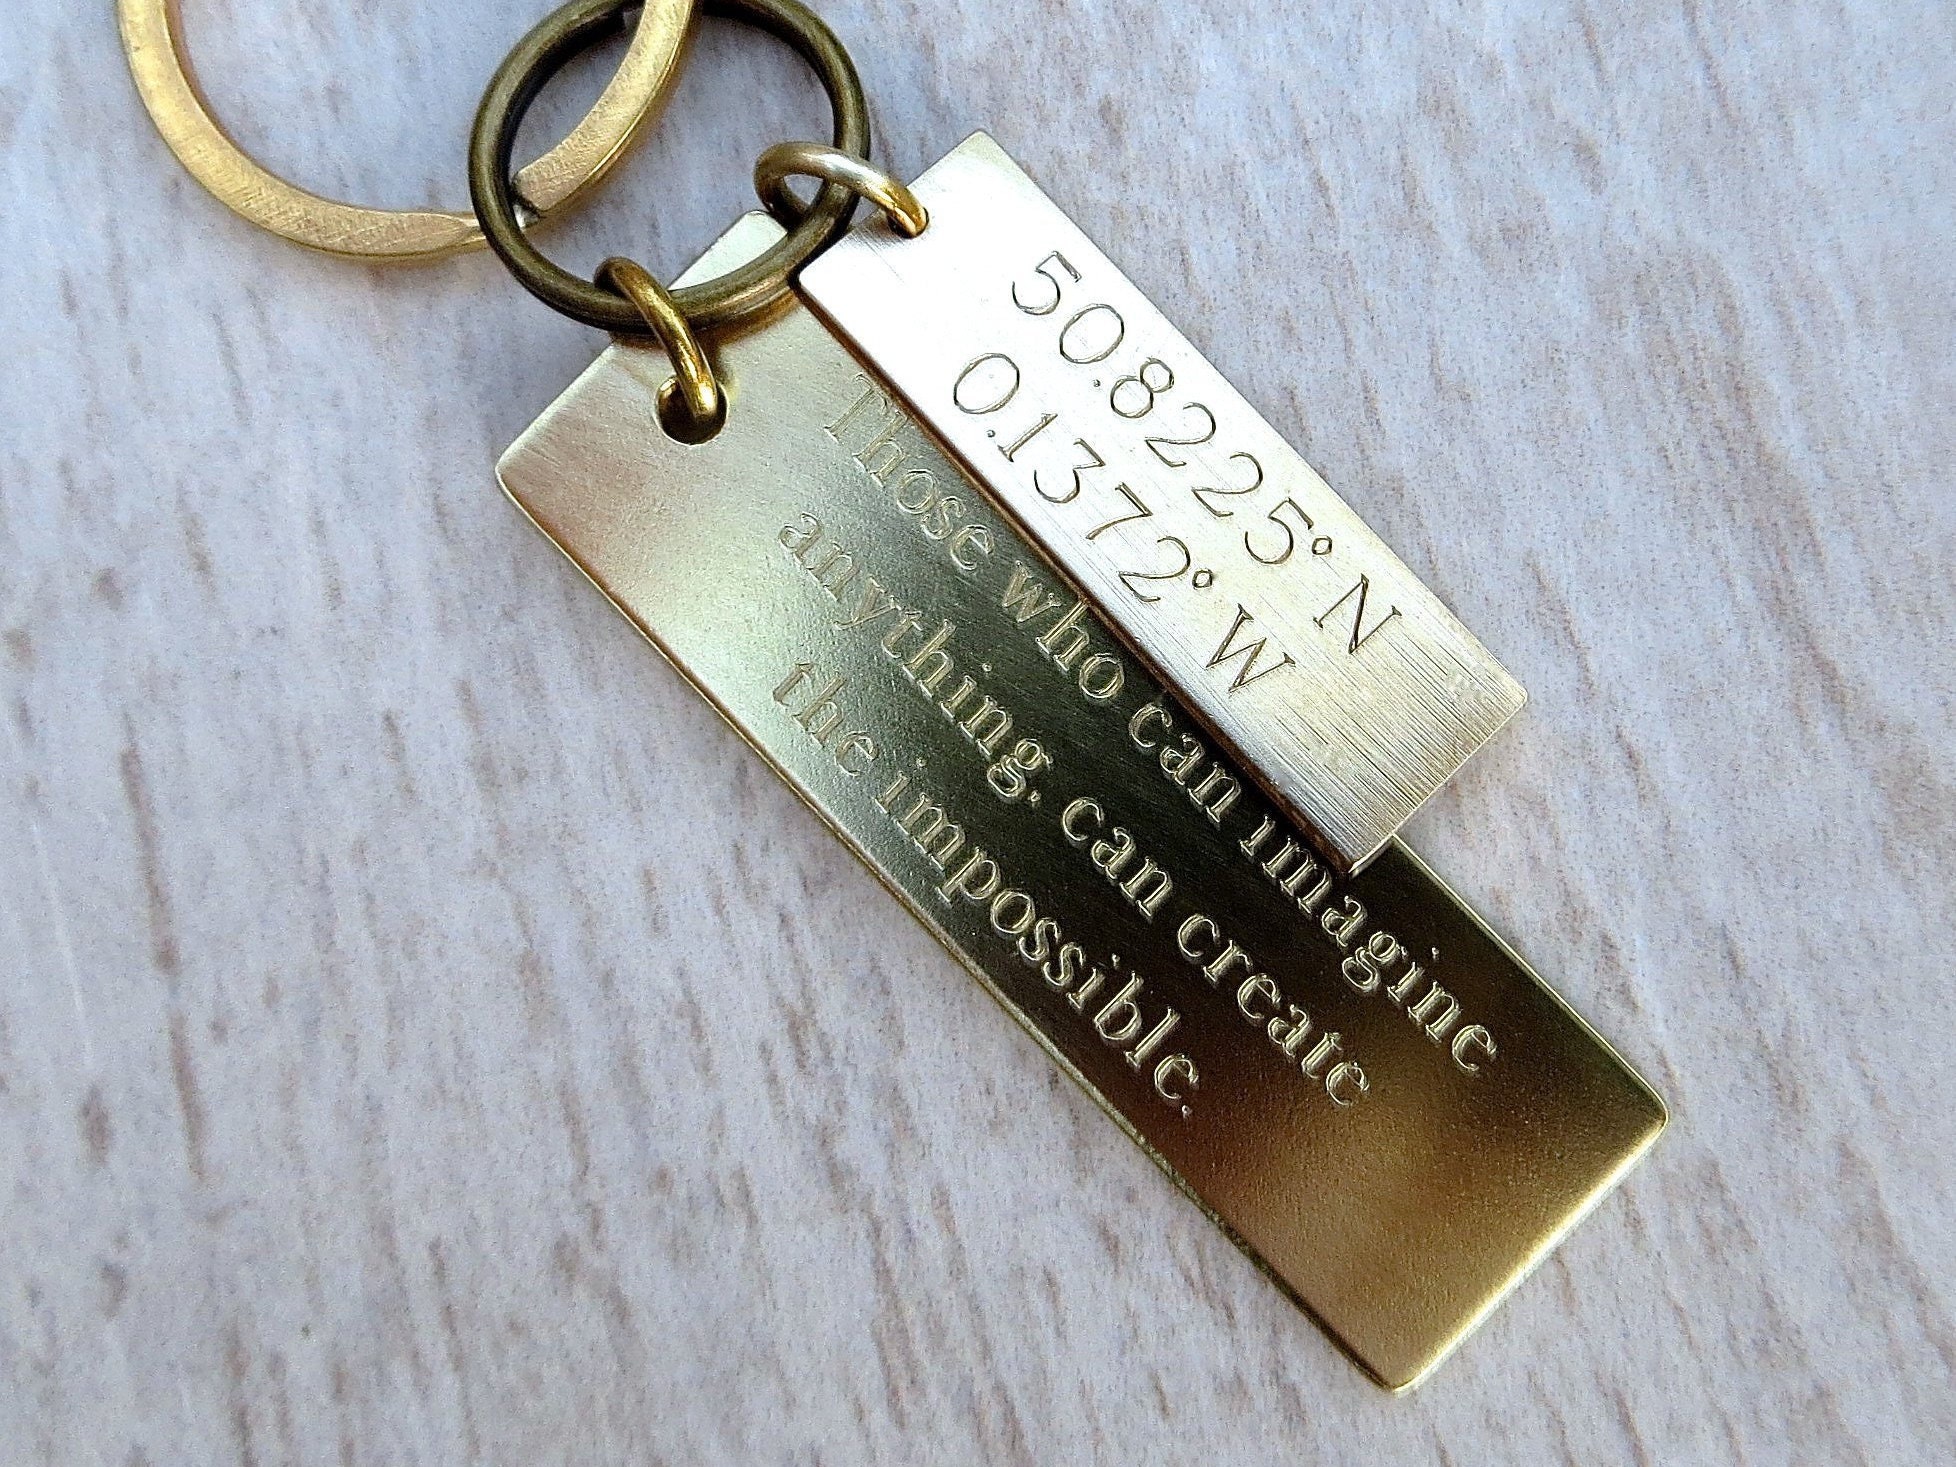 50.8225° N
0.1372° W
Those who can imagine
anything, can create
the impossible.